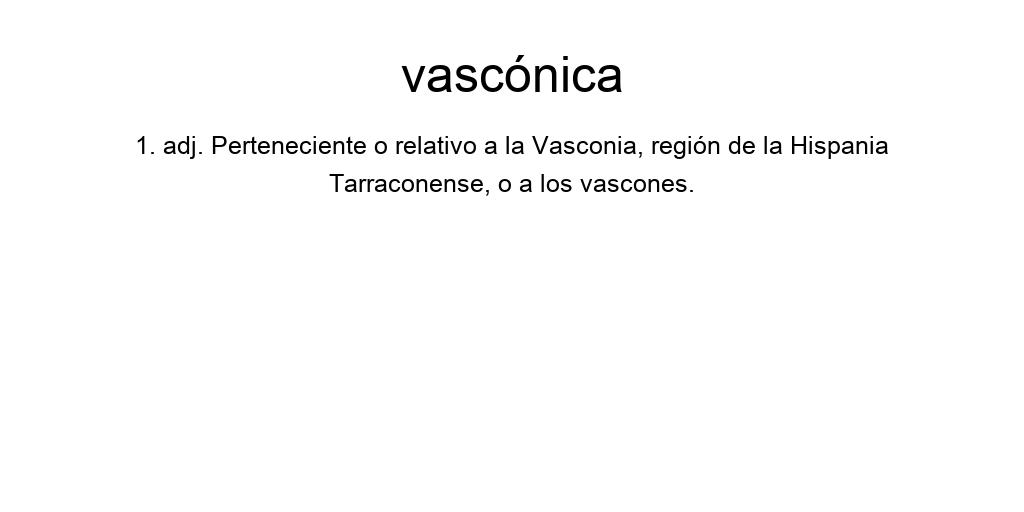 vascónica
1. adj. Perteneciente o relativo a la Vasconia, región de la Hispania
Tarraconense, o a los vascones.